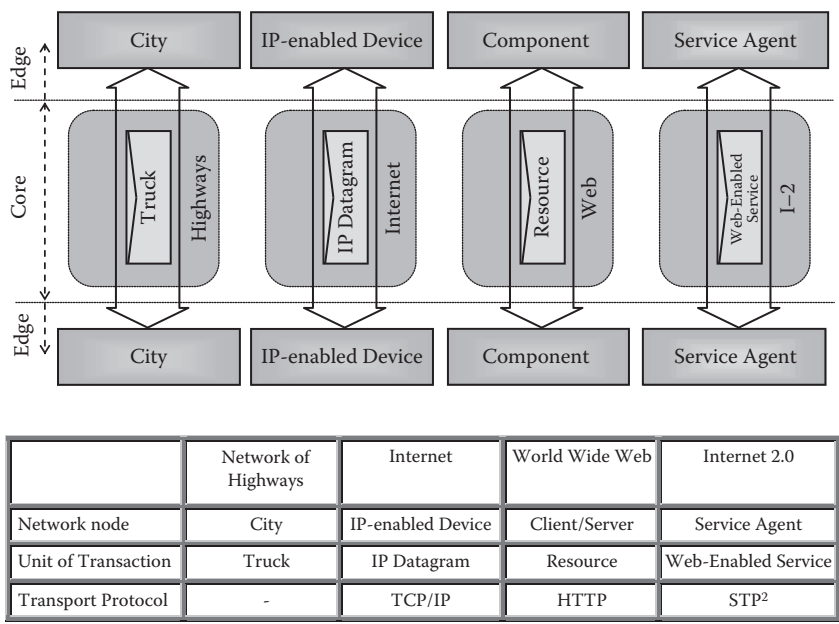 Edge
City
IP-enabled Device
Component
Service Agent
Core
Truck
Highways
IP Datagram
Internet
Resource
Web
Web-Enabled
Service
I–2
Edge
City
IP-enabled Device
Component
Service Agent
Network of
Highways
Internet
World Wide Web
Internet 2.0
Network node
City
IP-enabled Device
Client/Server
Service Agent
Unit of Transaction
Truck
IP Datagram
Resource
Web-Enabled Service
Transport Protocol
-
TCP/IP
HTTP
STP²